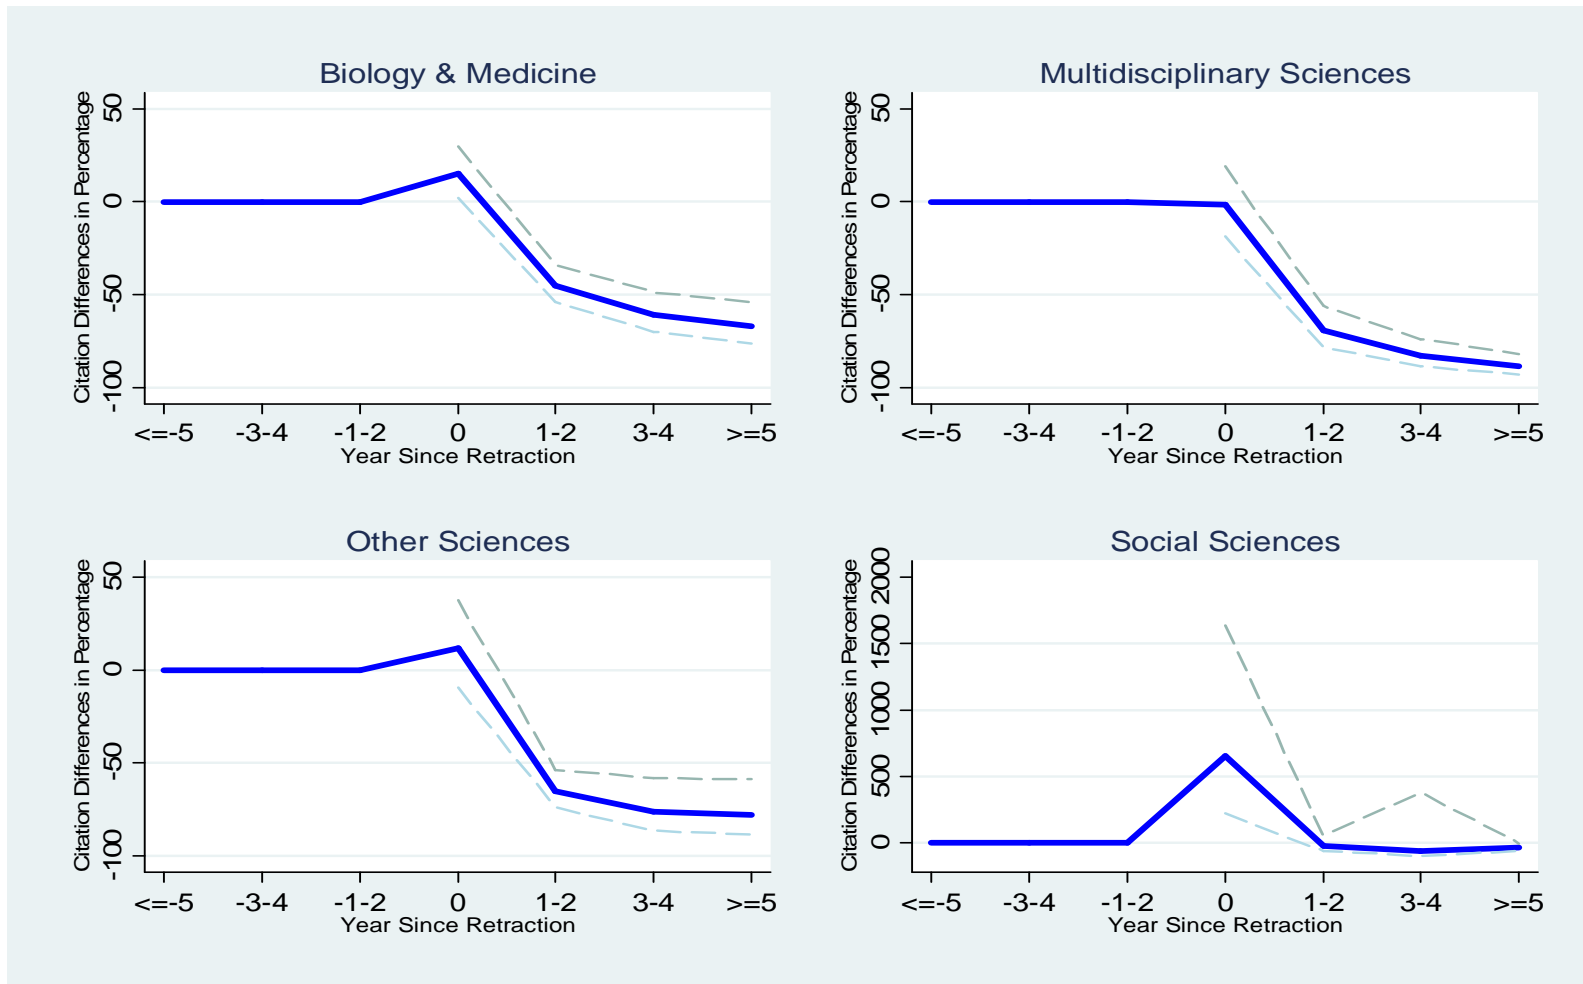 Biology & Medicine
Citation Differences in Percentage
50
0
-50
-100
<=-5 -3-4 -1-2 0 1-2 3-4 >=5
Year Since Retraction
Multidisciplinary Sciences
Citation Differences in Percentage
50
0
-50
-100
<=-5 -3-4 -1-2 0 1-2 3-4 >=5
Year Since Retraction
Other Sciences
Citation Differences in Percentage
50
0
-50
-100
<=-5 -3-4 -1-2 0 1-2 3-4 >=5
Year Since Retraction
Social Sciences
Citation Differences in Percentage
2000
1500
1000
500
0
<=-5 -3-4 -1-2 0 1-2 3-4 >=5
Year Since Retraction